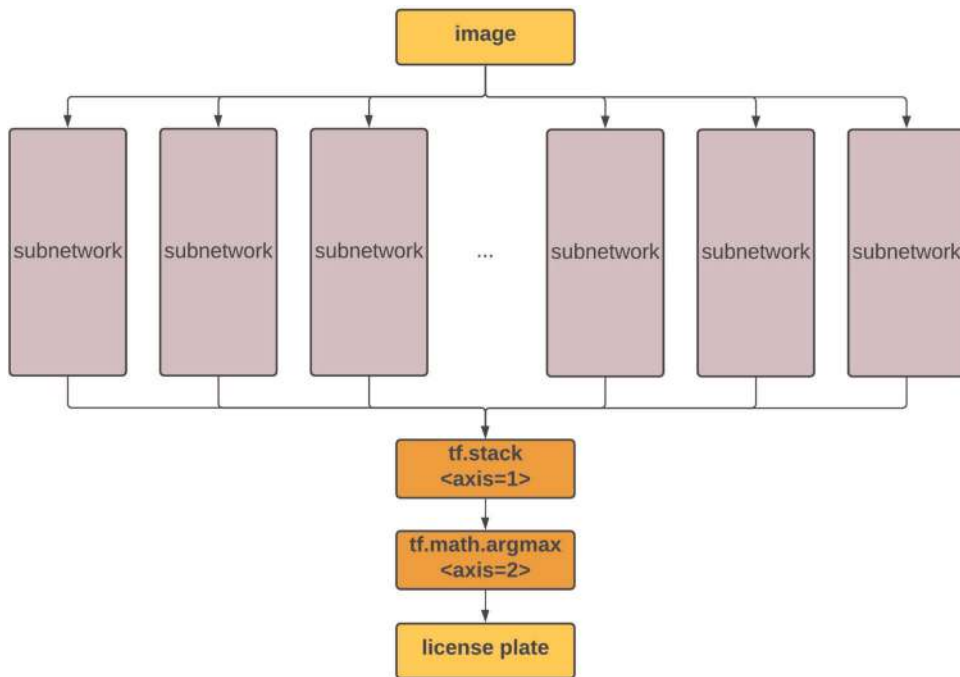 image
subnetwork subnetwork subnetwork ... subnetwork subnetwork subnetwork
tf.stack
<axis=1>
tf.math.argmax
<axis=2>
license plate